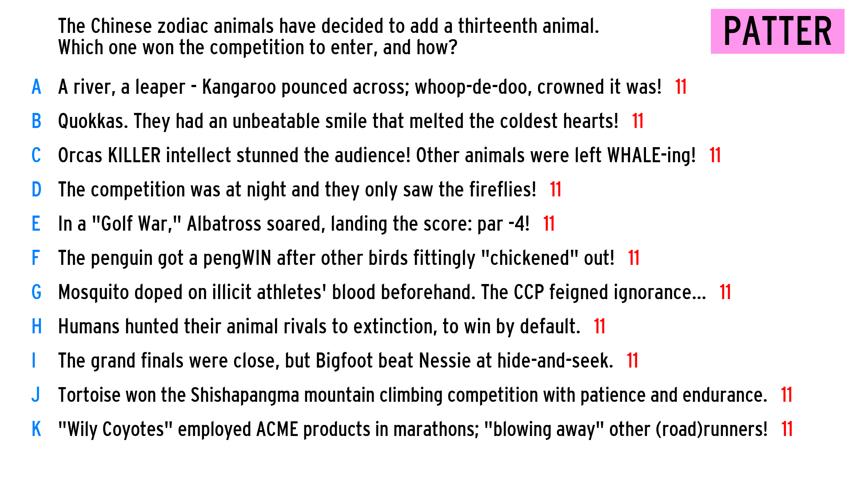 The Chinese zodiac animals have decided to add a thirteenth animal.
Which one won the competition to enter, and how?
PATTER
A A river, a leaper - Kangaroo pounced across; whoop-de-doo, crowned it was! 11
B Quokkas. They had an unbeatable smile that melted the coldest hearts! 11
C Orcas KILLER intellect stunned the audience! Other animals were left WHALE-ing! 11
D The competition was at night and they only saw the fireflies! 11
E In a "Golf War," Albatross soared, landing the score: par -4! 11
F The penguin got a pengWIN after other birds fittingly "chickened" out! 11
G Mosquito doped on illicit athletes' blood beforehand. The CCP feigned ignorance... 11
H Humans hunted their animal rivals to extinction, to win by default. 11
I The grand finals were close, but Bigfoot beat Nessie at hide-and-seek. 11
J Tortoise won the Shishapangma mountain climbing competition with patience and endurance. 11
K "Wily Coyotes" employed ACME products in marathons; "blowing away" other (road)runners! 11